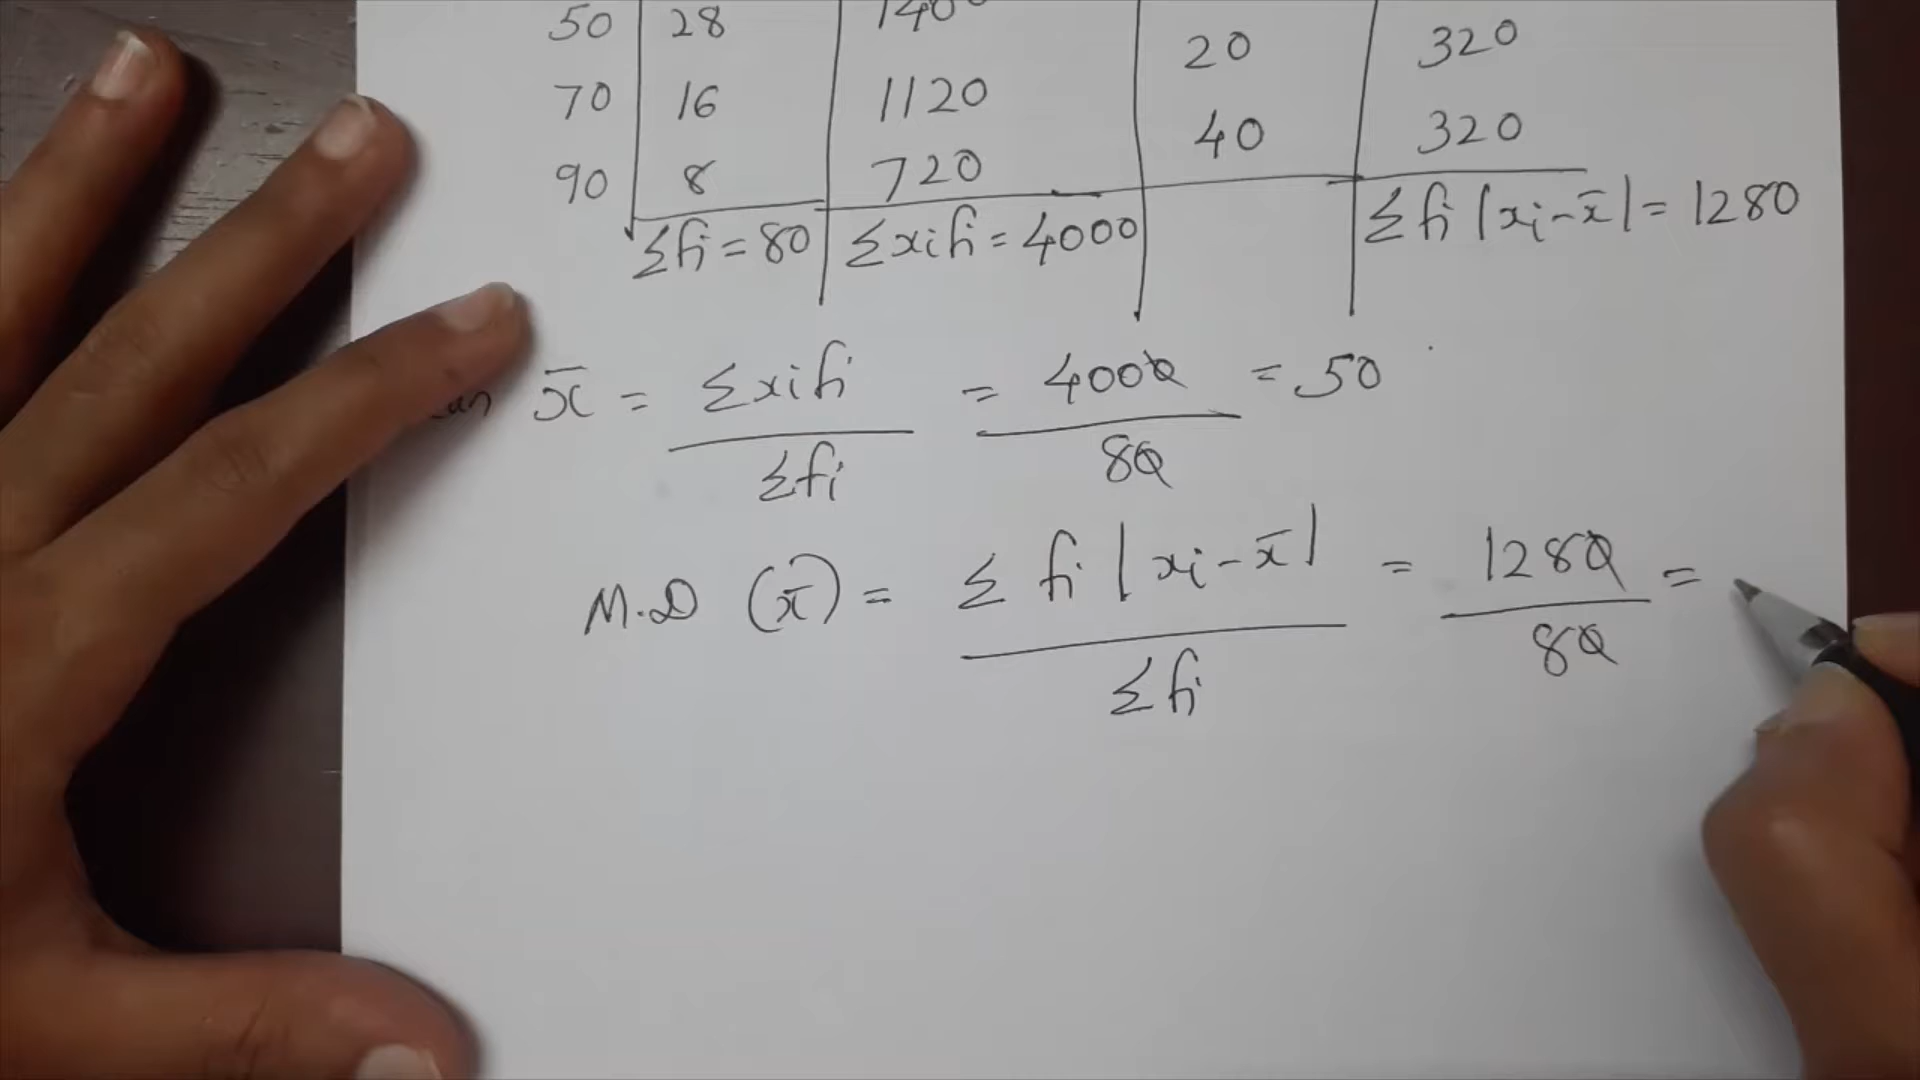 50 28 1400 20 320
70 16 1120 40 320
90 8 720
Σfi = 80 Σxifi = 4000 Σfi |xi-x̄| = 1280
x̄ = Σxifi / Σfi = 4000 / 80 = 50
M.D (x̄) = Σ fi |xi-x̄| / Σfi = 1280 / 80 =